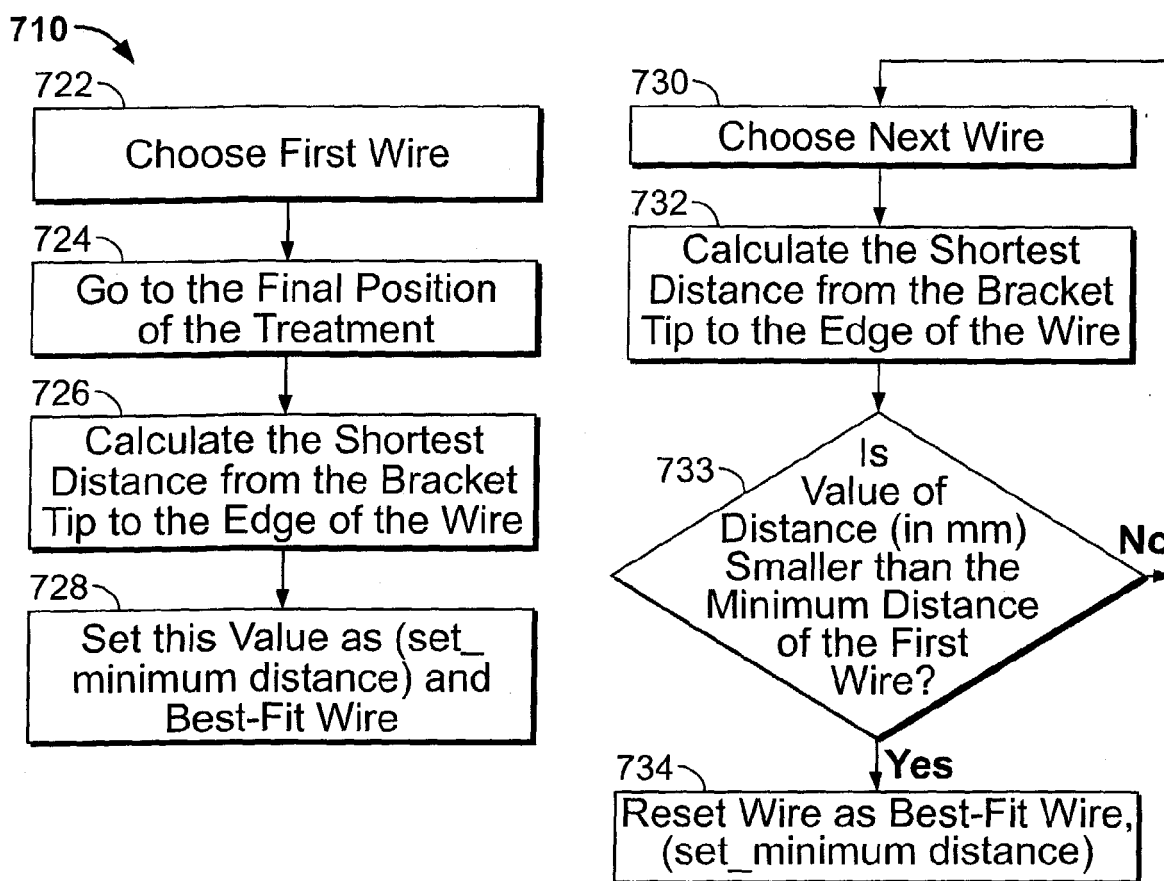 710
722
Choose First Wire
724
Go to the Final Position
of the Treatment
726
Calculate the Shortest
Distance from the Bracket
Tip to the Edge of the Wire
728
Set this Value as (set_
minimum distance) and
Best-Fit Wire
730
Choose Next Wire
732
Calculate the Shortest
Distance from the Bracket
Tip to the Edge of the Wire
733
Is
Value of
Distance (in mm)
Smaller than the
Minimum Distance
of the First
Wire?
No
Yes
734
Reset Wire as Best-Fit Wire,
(set_minimum distance)